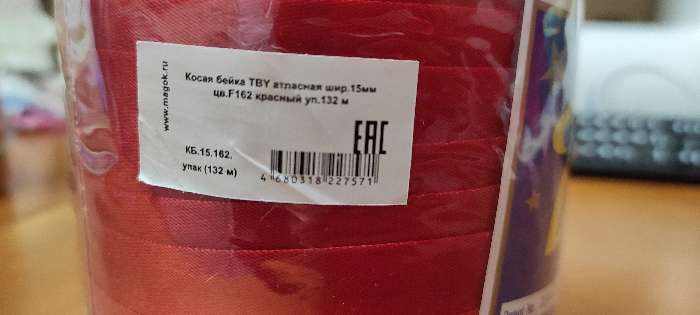 Косая бейка TBY атласная шир.15мм
цв.F162 красный уп.132 м
www.magok.ru
EAC
КБ.15.162.
упак (132 м)
4 680318 227571